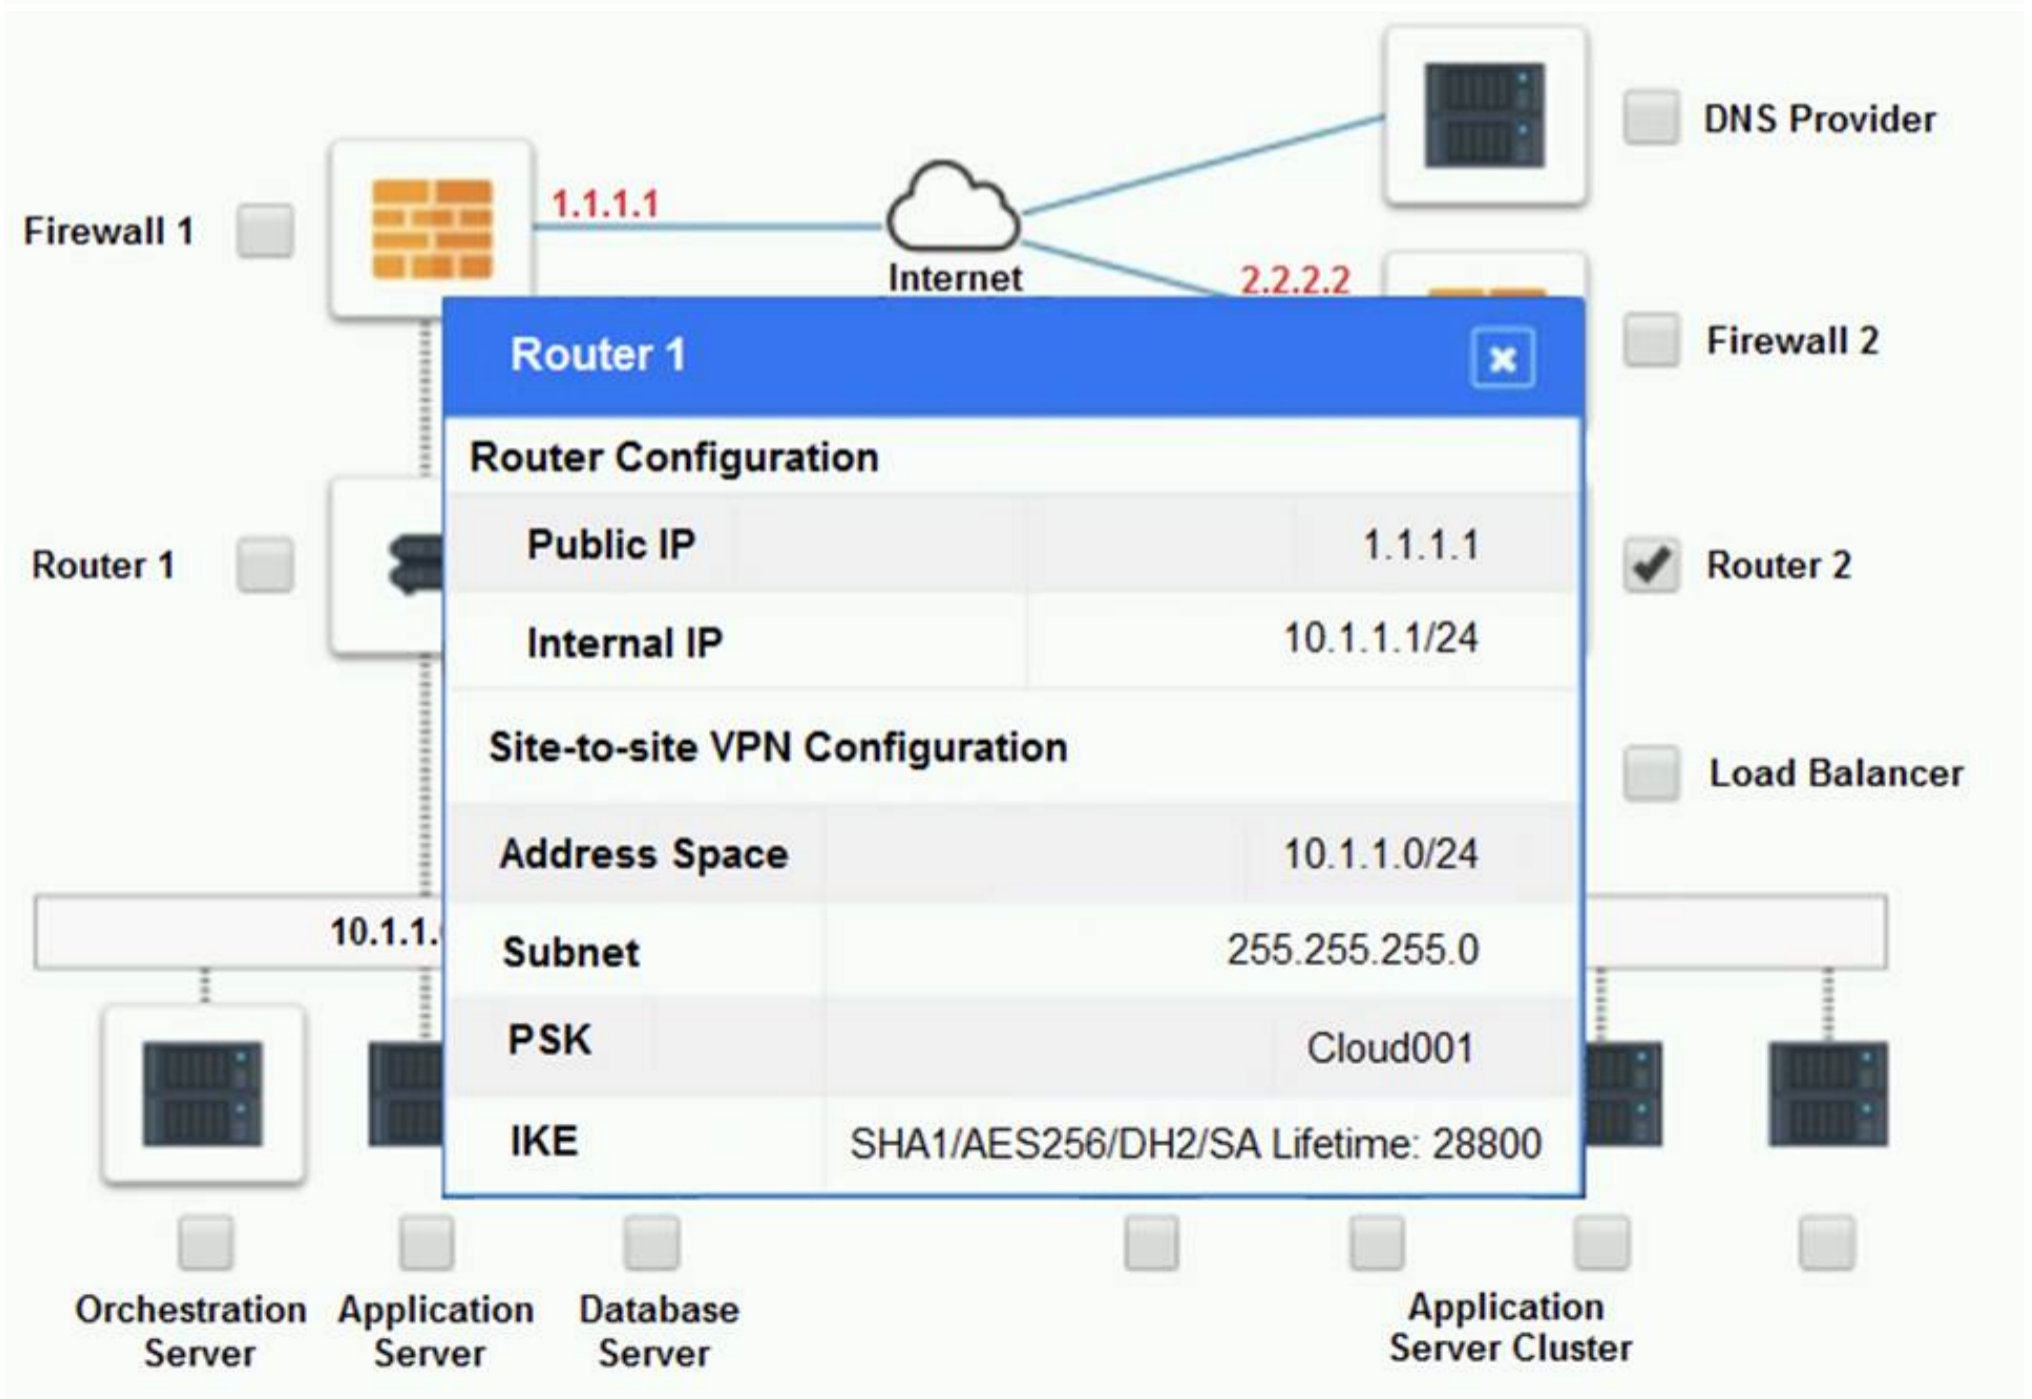 DNS Provider
1.1.1.1
Firewall 1
Internet
2.2.2.2
Firewall 2
Router 1
Router Configuration
Public IP 1.1.1.1
Router 1
Router 2
Internal IP 10.1.1.1/24
Site-to-site VPN Configuration
Load Balancer
Address Space 10.1.1.0/24
10.1.1.
Subnet 255.255.255.0
PSK Cloud001
IKE SHA1/AES256/DH2/SA Lifetime: 28800
Orchestration
Server
Application
Server
Database
Server
Application
Server Cluster